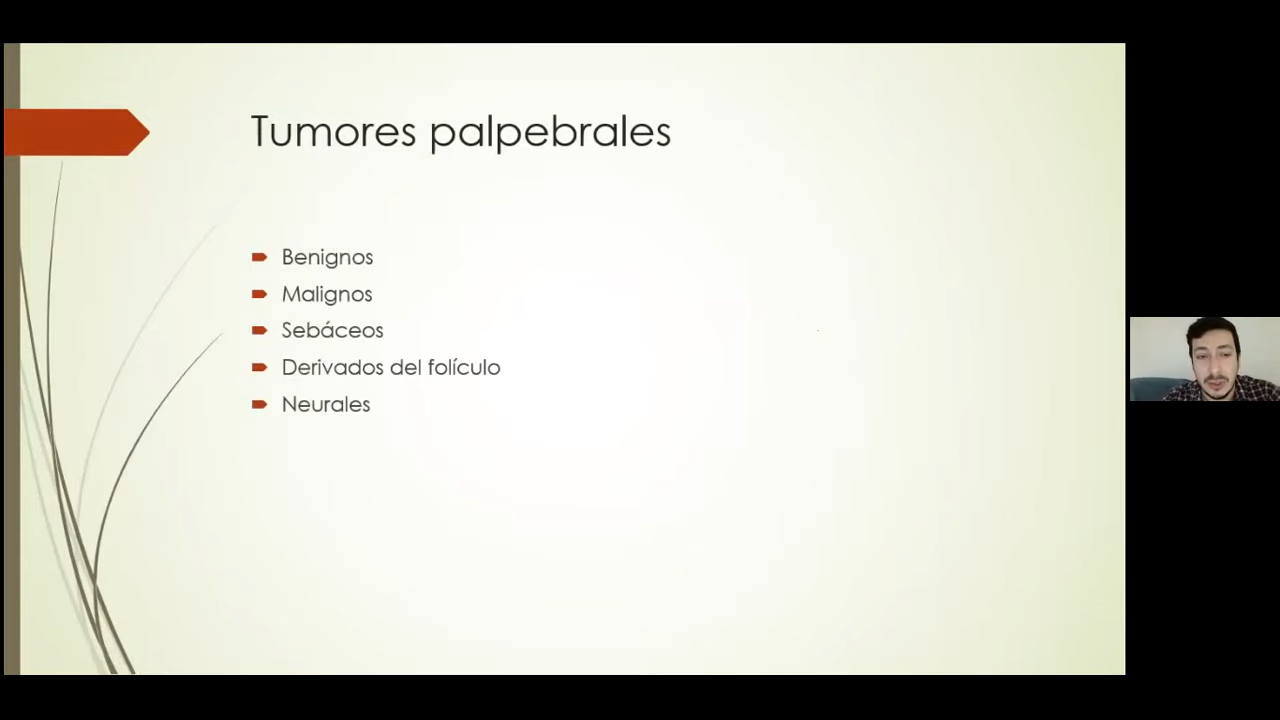 Tumores palpebrales
Benignos
Malignos
Sebáceos
Derivados del folículo
Neurales